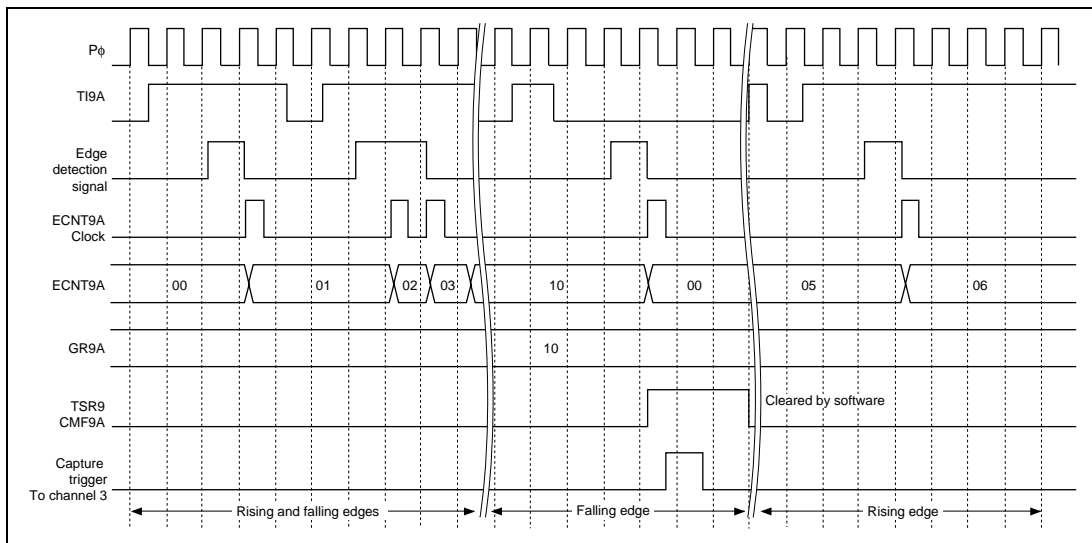 Pϕ
TI9A
Edge
detection
signal
ECNT9A
Clock
ECNT9A
00
01
02
03
10
00
05
06
GR9A
10
TSR9
CMF9A
Cleared by software
Capture
trigger
To channel 3
Rising and falling edges
Falling edge
Rising edge